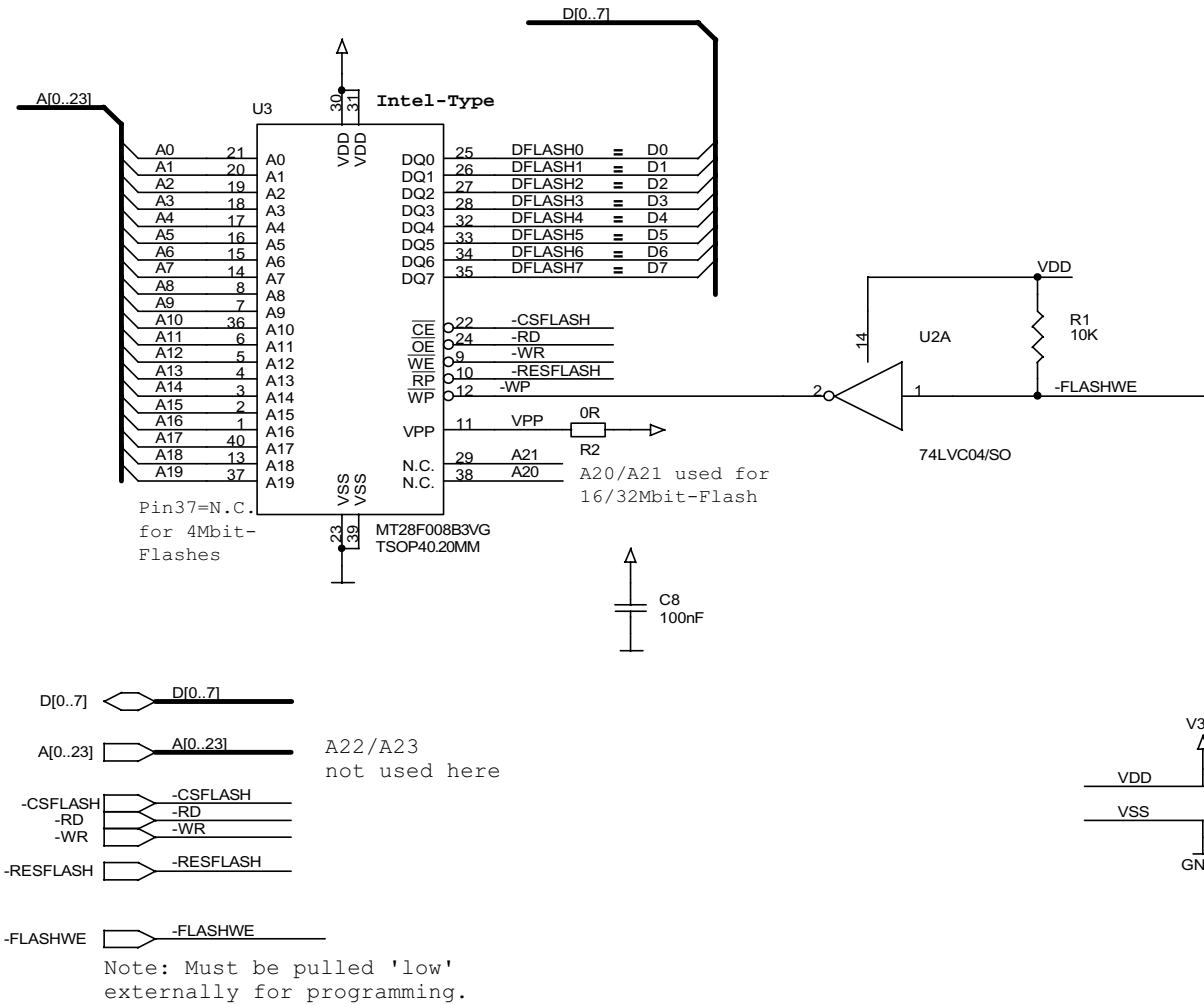 D[0..7]
A[0..23]
U3
30
31
Intel-Type
VDD
VDD
A0 21 A0
A1 20 A1
A2 19 A2
A3 18 A3
A4 17 A4
A5 16 A5
A6 15 A6
A7 14 A7
A8 8 A8
A9 7 A9
A10 36 A10
A11 6 A11
A12 5 A12
A13 4 A13
A14 3 A14
A15 2 A15
A16 1 A16
A17 40 A17
A18 13 A18
A19 37 A19
DQ0 25 DFLASH0 = D0
DQ1 26 DFLASH1 = D1
DQ2 27 DFLASH2 = D2
DQ3 28 DFLASH3 = D3
DQ4 32 DFLASH4 = D4
DQ5 33 DFLASH5 = D5
DQ6 34 DFLASH6 = D6
DQ7 35 DFLASH7 = D7
CE 22 -CSFLASH
OE 24 -RD
WE 9 -WR
RP 10 -RESFLASH
WP 12 -WP
VPP 11 VPP
0R
R2
N.C. 29 A21
N.C. 38 A20
A20/A21 used for
16/32Mbit-Flash
VSS
VSS
23
39
MT28F008B3VG
TSOP40.20MM
Pin37=N.C.
for 4Mbit-
Flashes
VDD
14
U2A
R1
10K
2
1
-FLASHWE
74LVC04/SO
C8
100nF
D[0..7] D[0..7]
A[0..23] A[0..23]
A22/A23
not used here
-CSFLASH -CSFLASH
-RD -RD
-WR -WR
-RESFLASH -RESFLASH
-FLASHWE -FLASHWE
Note: Must be pulled 'low'
externally for programming.
V3
VDD
VSS
GN